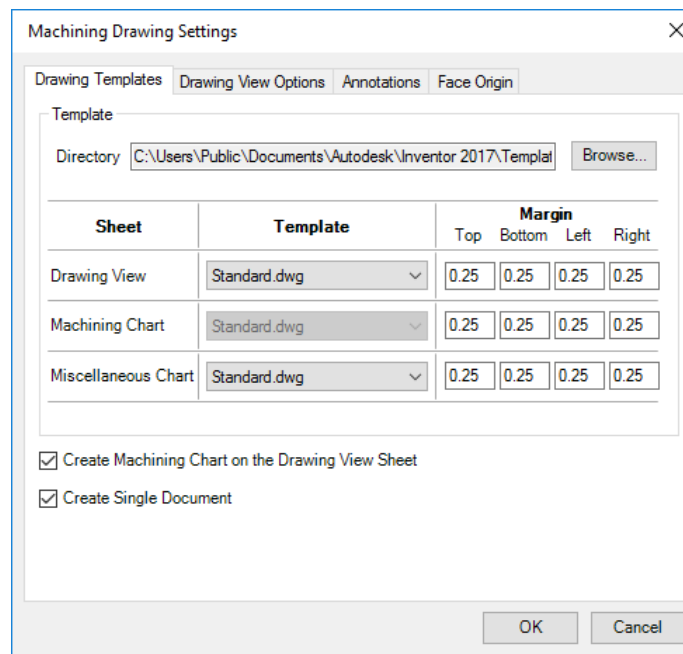 Machining Drawing Settings
Drawing Templates Drawing View Options Annotations Face Origin
Template
Directory C:\Users\Public\Documents\Autodesk\Inventor 2017\Templat Browse...
Sheet Template Margin
Top Bottom Left Right
Drawing View Standard.dwg 0.25 0.25 0.25 0.25
Machining Chart Standard.dwg 0.25 0.25 0.25 0.25
Miscellaneous Chart Standard.dwg 0.25 0.25 0.25 0.25
Create Machining Chart on the Drawing View Sheet
Create Single Document
OK Cancel